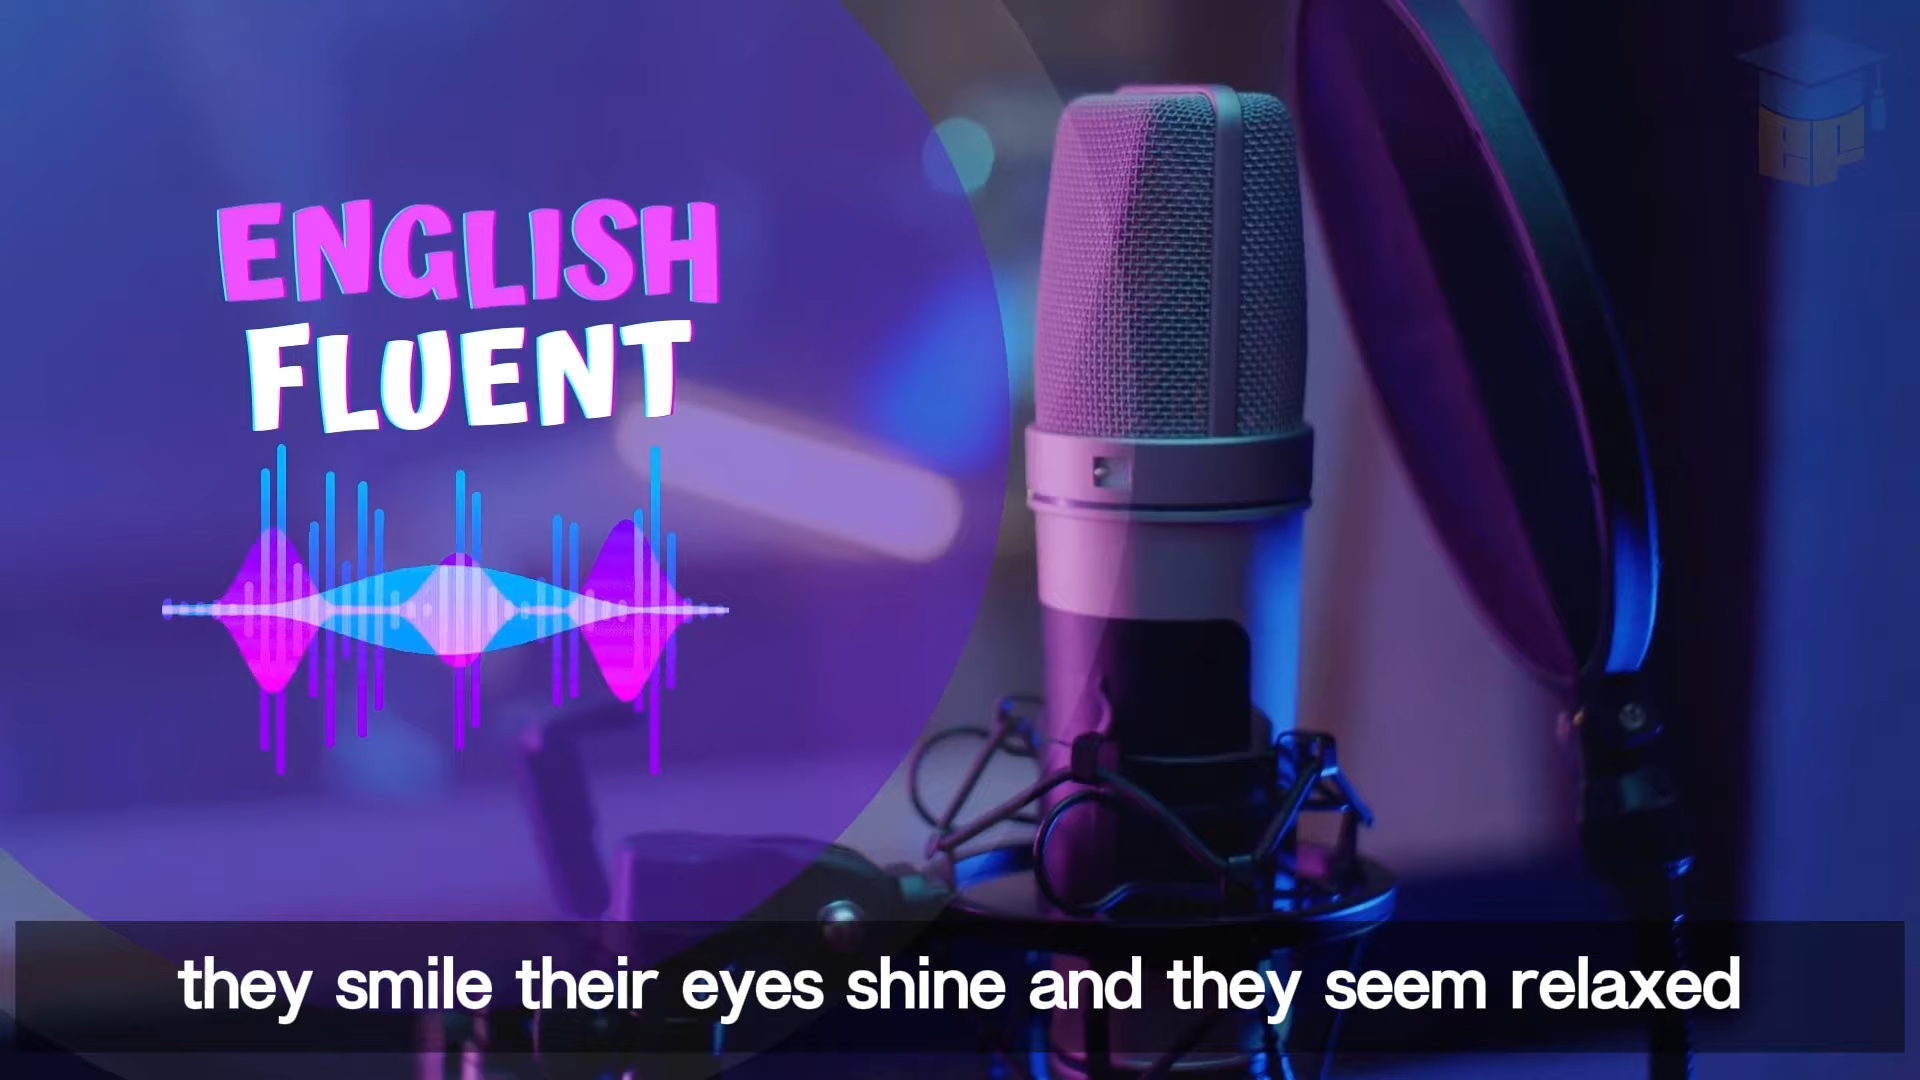 ENGLISH
FLUENT
they smile their eyes shine and they seem relaxed